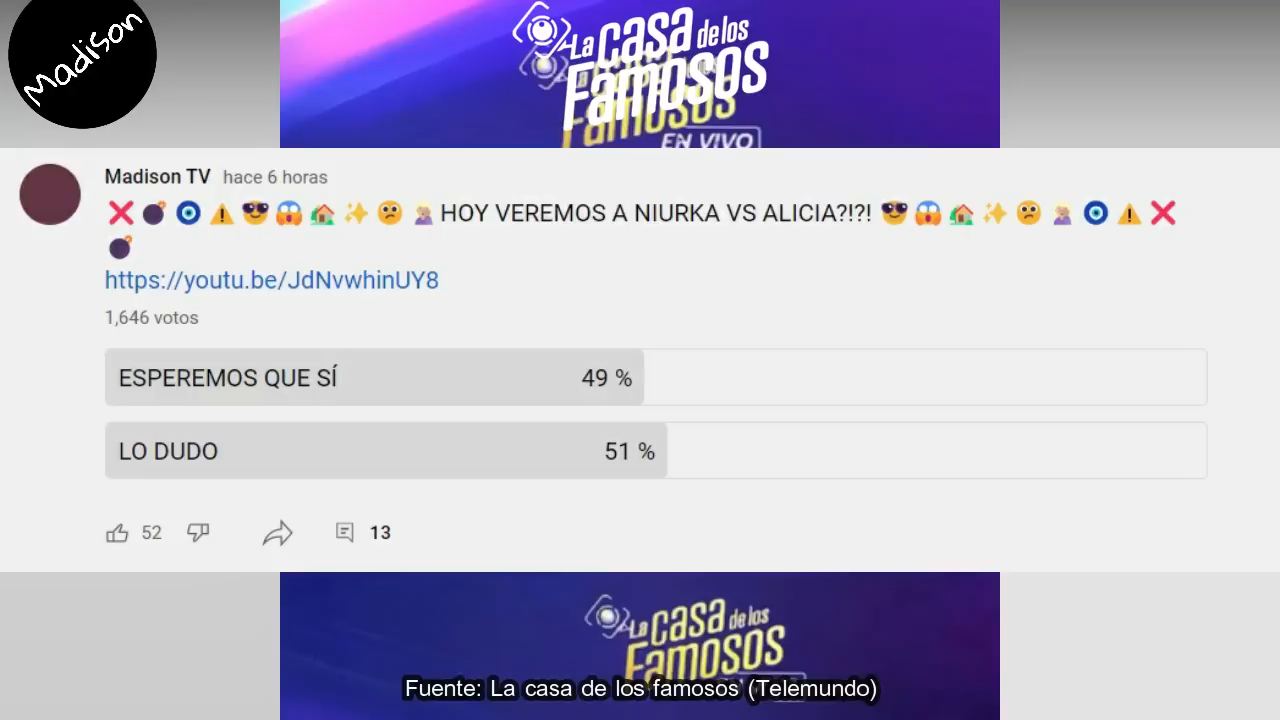 Madison
La casa de los
Famosos
Famosos
EN VIVO
Madison TV hace 6 horas
❌ 💣 🧿 ⚠️ 😎 😱 🏠 ✨ 🙁 🤦🏼 HOY VEREMOS A NIURKA VS ALICIA?!?! 😎 😱 🏠 ✨ 🙁 🤦🏼 🧿 ⚠️ ❌
💣
https://youtu.be/JdNvwhinUY8
1,646 votos
ESPEREMOS QUE SÍ 49 %
LO DUDO 51 %
52 13
La casa de los
Famosos
Fuente: La casa de los famosos (Telemundo)